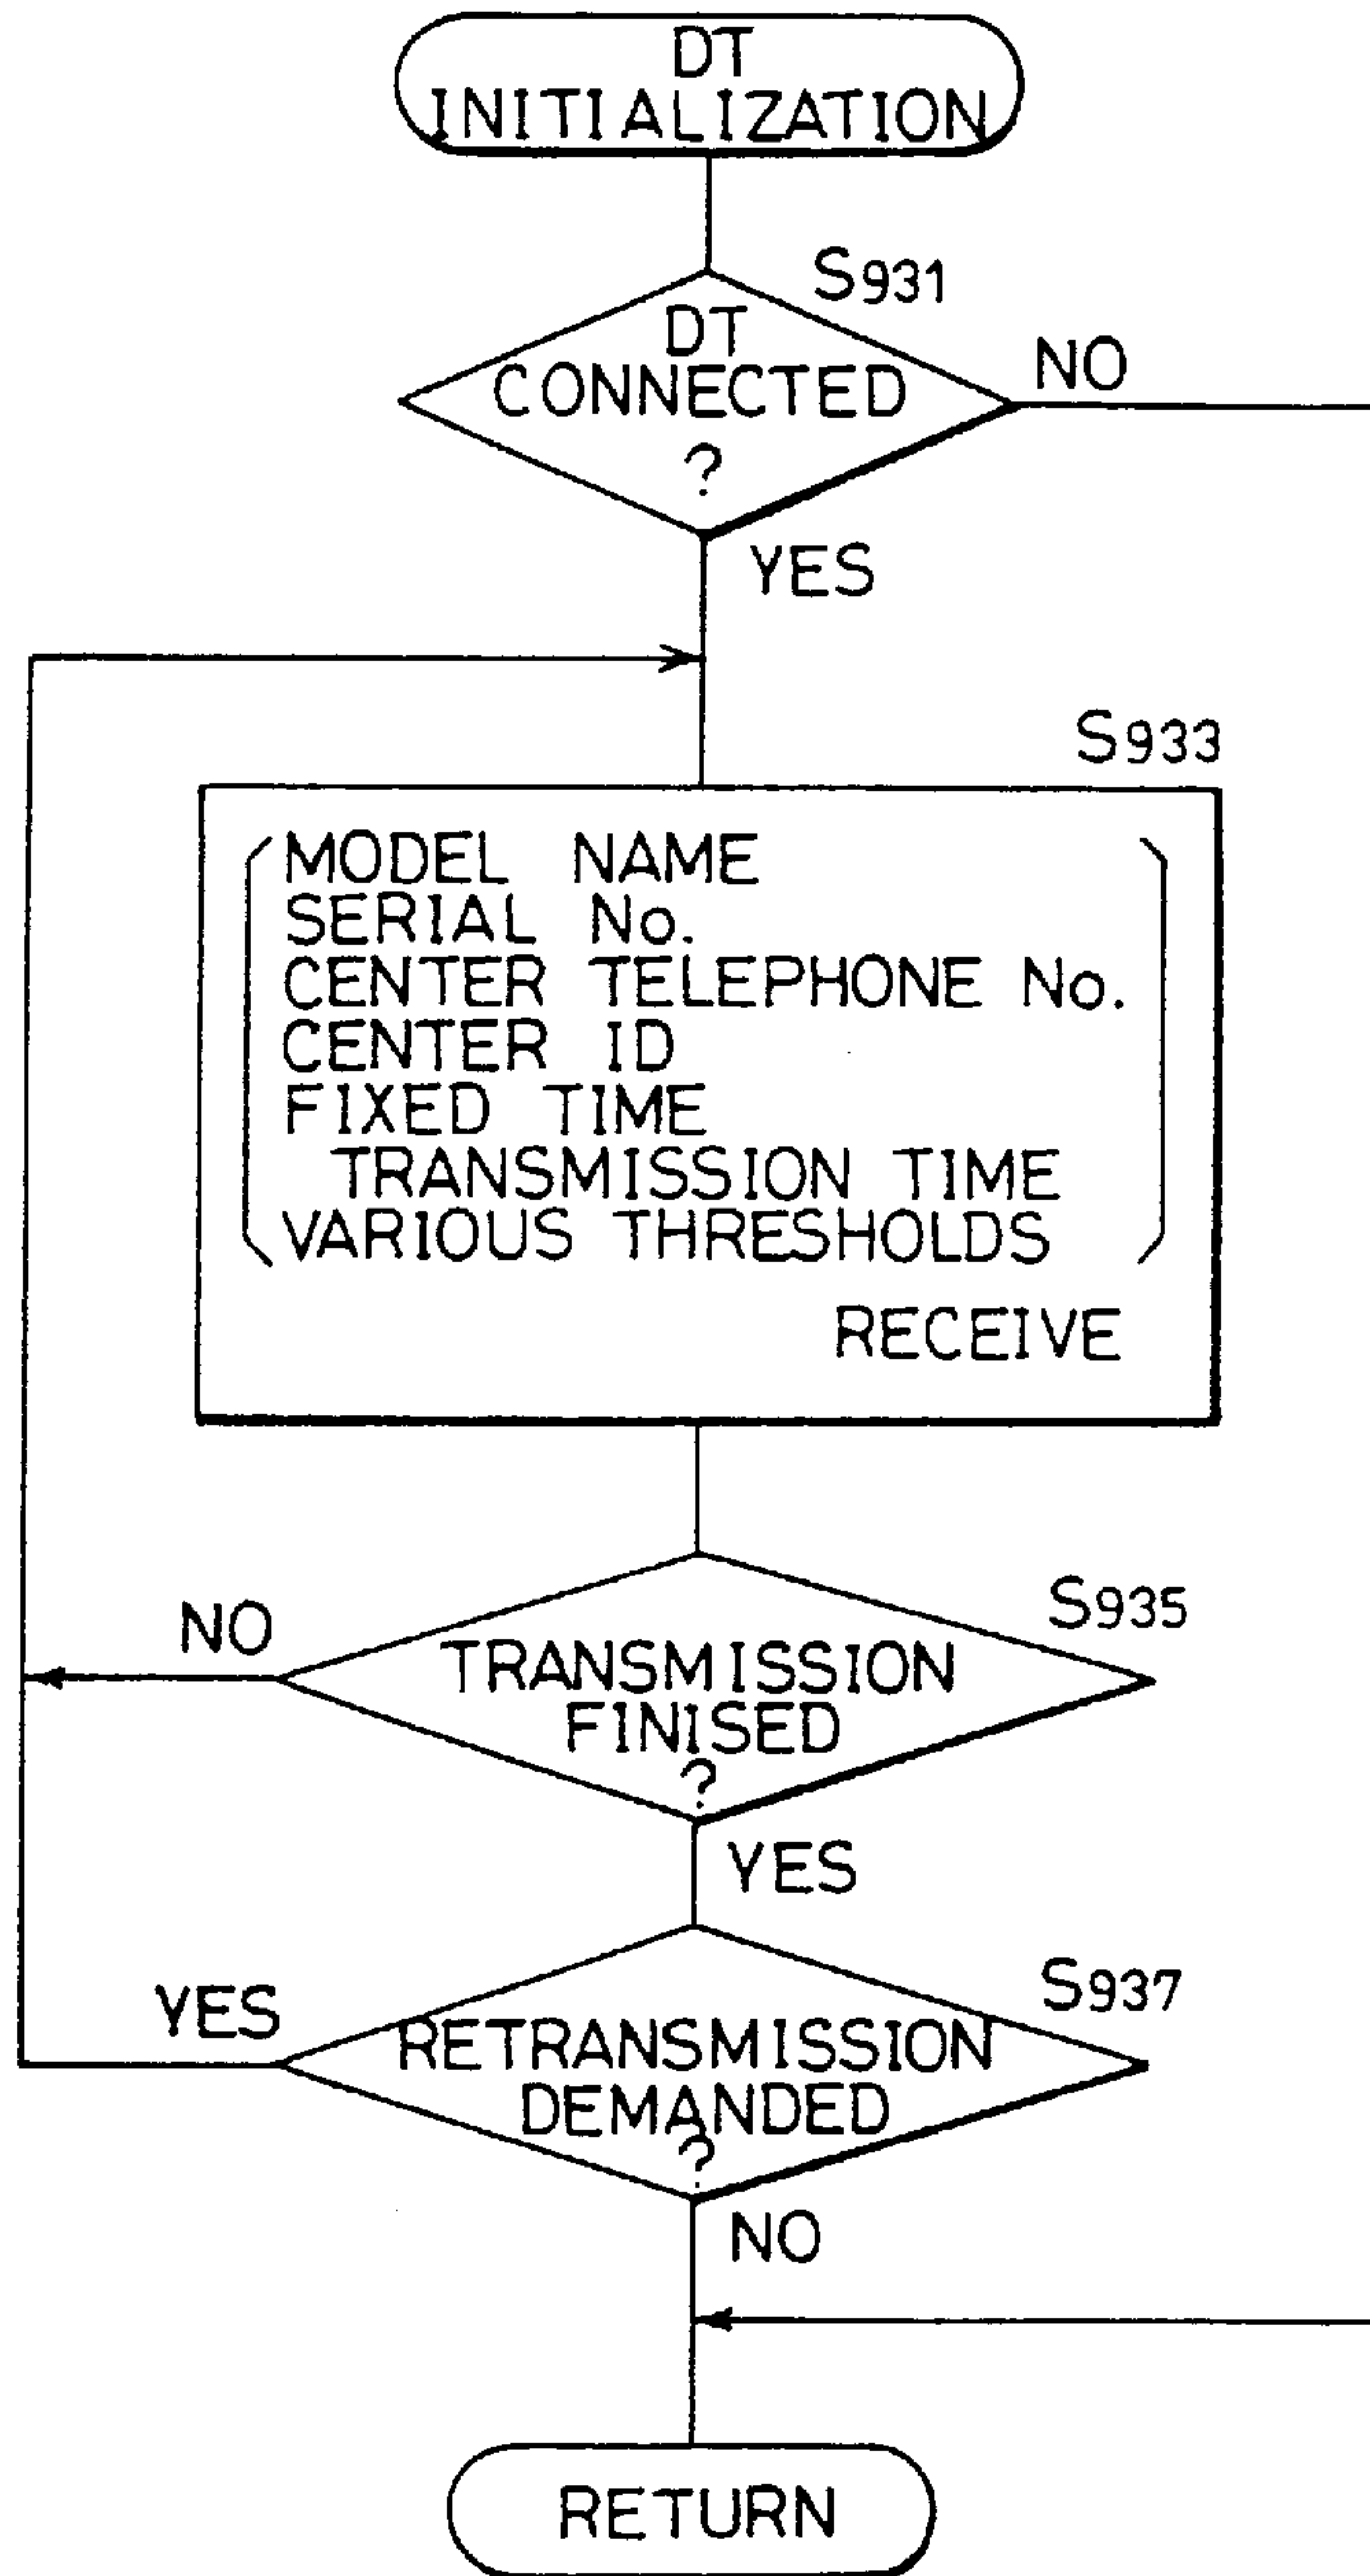 DT
INITIALIZATION
S931
DT
CONNECTED
?
NO
YES
S933
MODEL NAME
SERIAL No.
CENTER TELEPHONE No.
CENTER ID
FIXED TIME
TRANSMISSION TIME
VARIOUS THRESHOLDS
RECEIVE
S935
NO
TRANSMISSION
FINISED
?
YES
S937
YES
RETRANSMISSION
DEMANDED
?
NO
RETURN